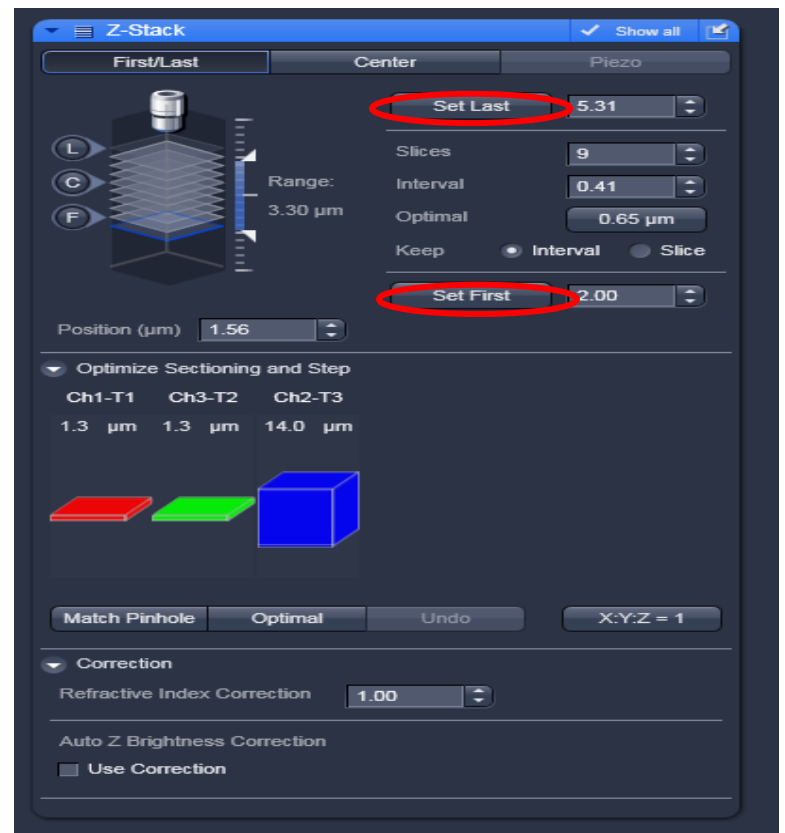 Z-Stack Show all
First/Last Center Piezo
Set Last 5.31
L
Slices 9
C Range: Interval 0.41
F 3.30 µm Optimal 0.65 µm
Keep Interval Slice
Set First 2.00
Position (µm) 1.56
Optimize Sectioning and Step
Ch1-T1 Ch3-T2 Ch2-T3
1.3 µm 1.3 µm 14.0 µm
Match Pinhole Optimal Undo X:Y:Z = 1
Correction
Refractive Index Correction 1.00
Auto Z Brightness Correction
Use Correction